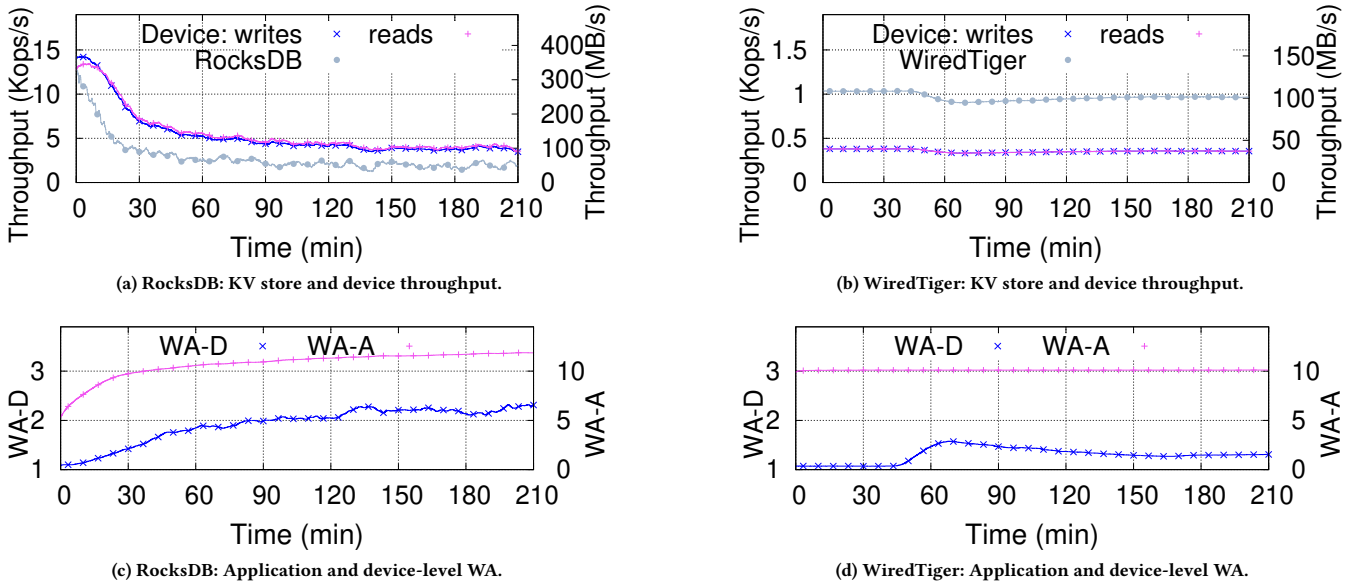 Throughput (Kops/s)
15
10
5
0
Device: writes reads
RocksDB
400
300
200
100
0
Throughput (MB/s)
0 30 60 90 120 150 180 210
Time (min)
(a) RocksDB: KV store and device throughput.
Throughput (Kops/s)
1.5
1
0.5
0
Device: writes reads
WiredTiger
150
100
50
0
Throughput (MB/s)
0 30 60 90 120 150 180 210
Time (min)
(b) WiredTiger: KV store and device throughput.
WA-D
3
2
1
WA-D WA-A
10
5
0
WA-A
0 30 60 90 120 150 180 210
Time (min)
(c) RocksDB: Application and device-level WA.
WA-D
3
2
1
WA-D WA-A
10
5
0
WA-A
0 30 60 90 120 150 180 210
Time (min)
(d) WiredTiger: Application and device-level WA.